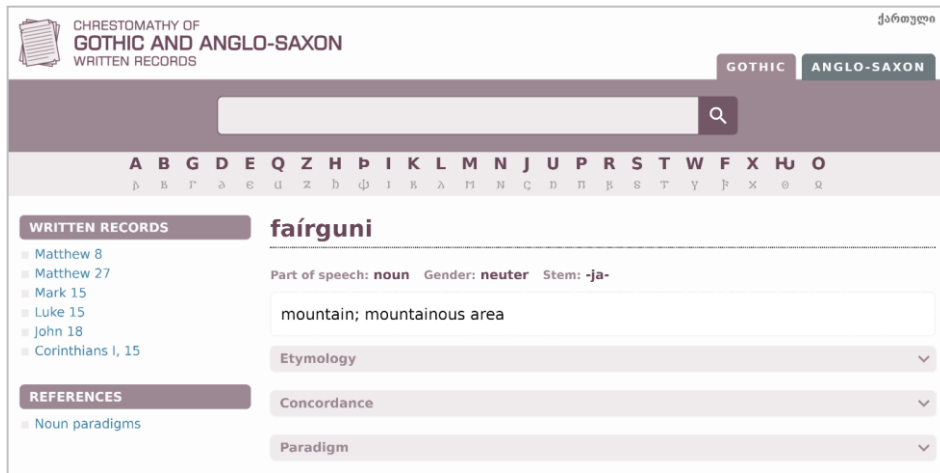 ქართული
CHRESTOMATHY OF
GOTHIC AND ANGLO-SAXON
WRITTEN RECORDS
GOTHIC ANGLO-SAXON
A B G D E Q Z H Þ I K L M N J U P R S T W F X Ƕ O
𐌰 𐌱 𐌲 𐌳 𐌴 𐌵 𐌶 𐌷 𐌸 𐌹 𐌺 𐌻 𐌼 𐌽 𐌾 𐌿 𐍀 𐍂 𐍃 𐍄 𐍅 𐍆 𐍇 𐍈 𐍉
WRITTEN RECORDS
Matthew 8
Matthew 27
Mark 15
Luke 15
John 18
Corinthians I, 15
REFERENCES
Noun paradigms
faírguni
Part of speech: noun Gender: neuter Stem: -ja-
mountain; mountainous area
Etymology
Concordance
Paradigm